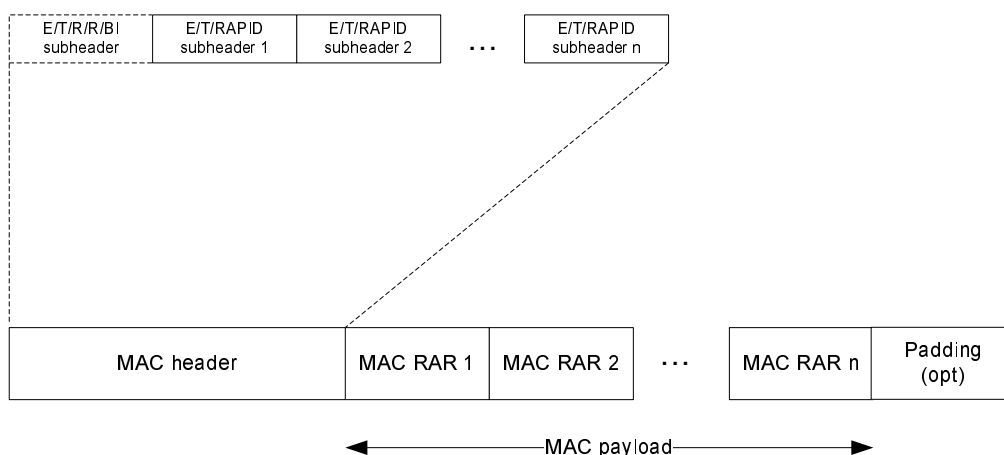 E/T/R/R/BI
subheader
E/T/RAPID
subheader 1
E/T/RAPID
subheader 2
...
E/T/RAPID
subheader n
MAC header
MAC RAR 1
MAC RAR 2
...
MAC RAR n
Padding
(opt)
MAC payload